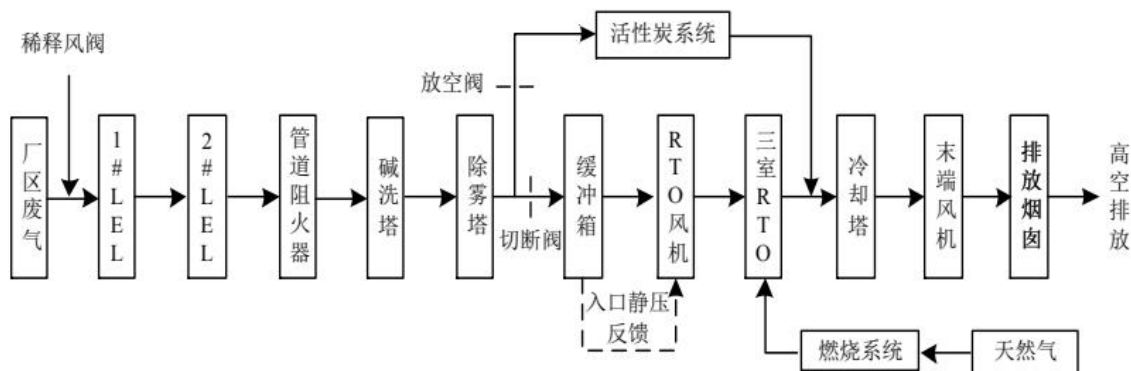 稀释风阀
活性炭系统
放空阀
厂区废气
1#LEL
2#LEL
管道阻火器
碱洗塔
除雾塔
切断阀
缓冲箱
RTO风机
三室RTO
冷却塔
末端风机
排放烟囱
高空排放
入口静压
反馈
燃烧系统
天然气